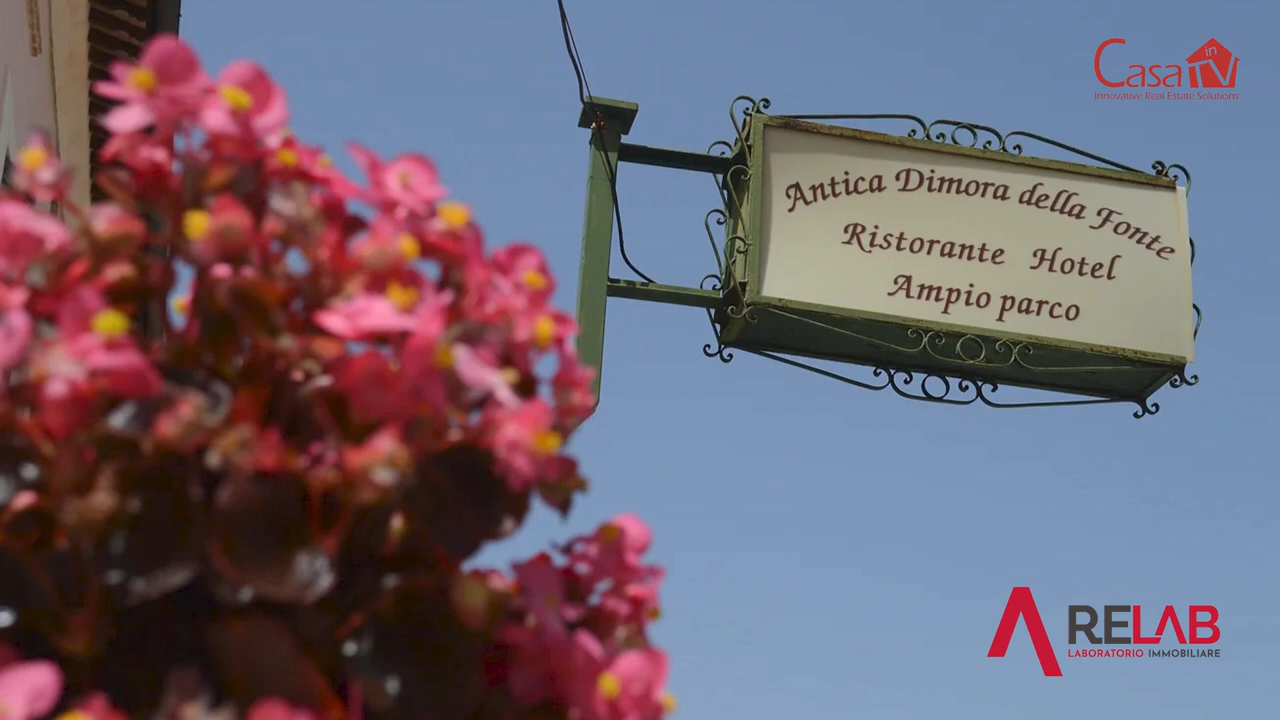 Casa in TV
Innovative Real Estate Solutions
Antica Dimora della Fonte
Ristorante Hotel
Ampio parco
RELAB
LABORATORIO IMMOBILIARE